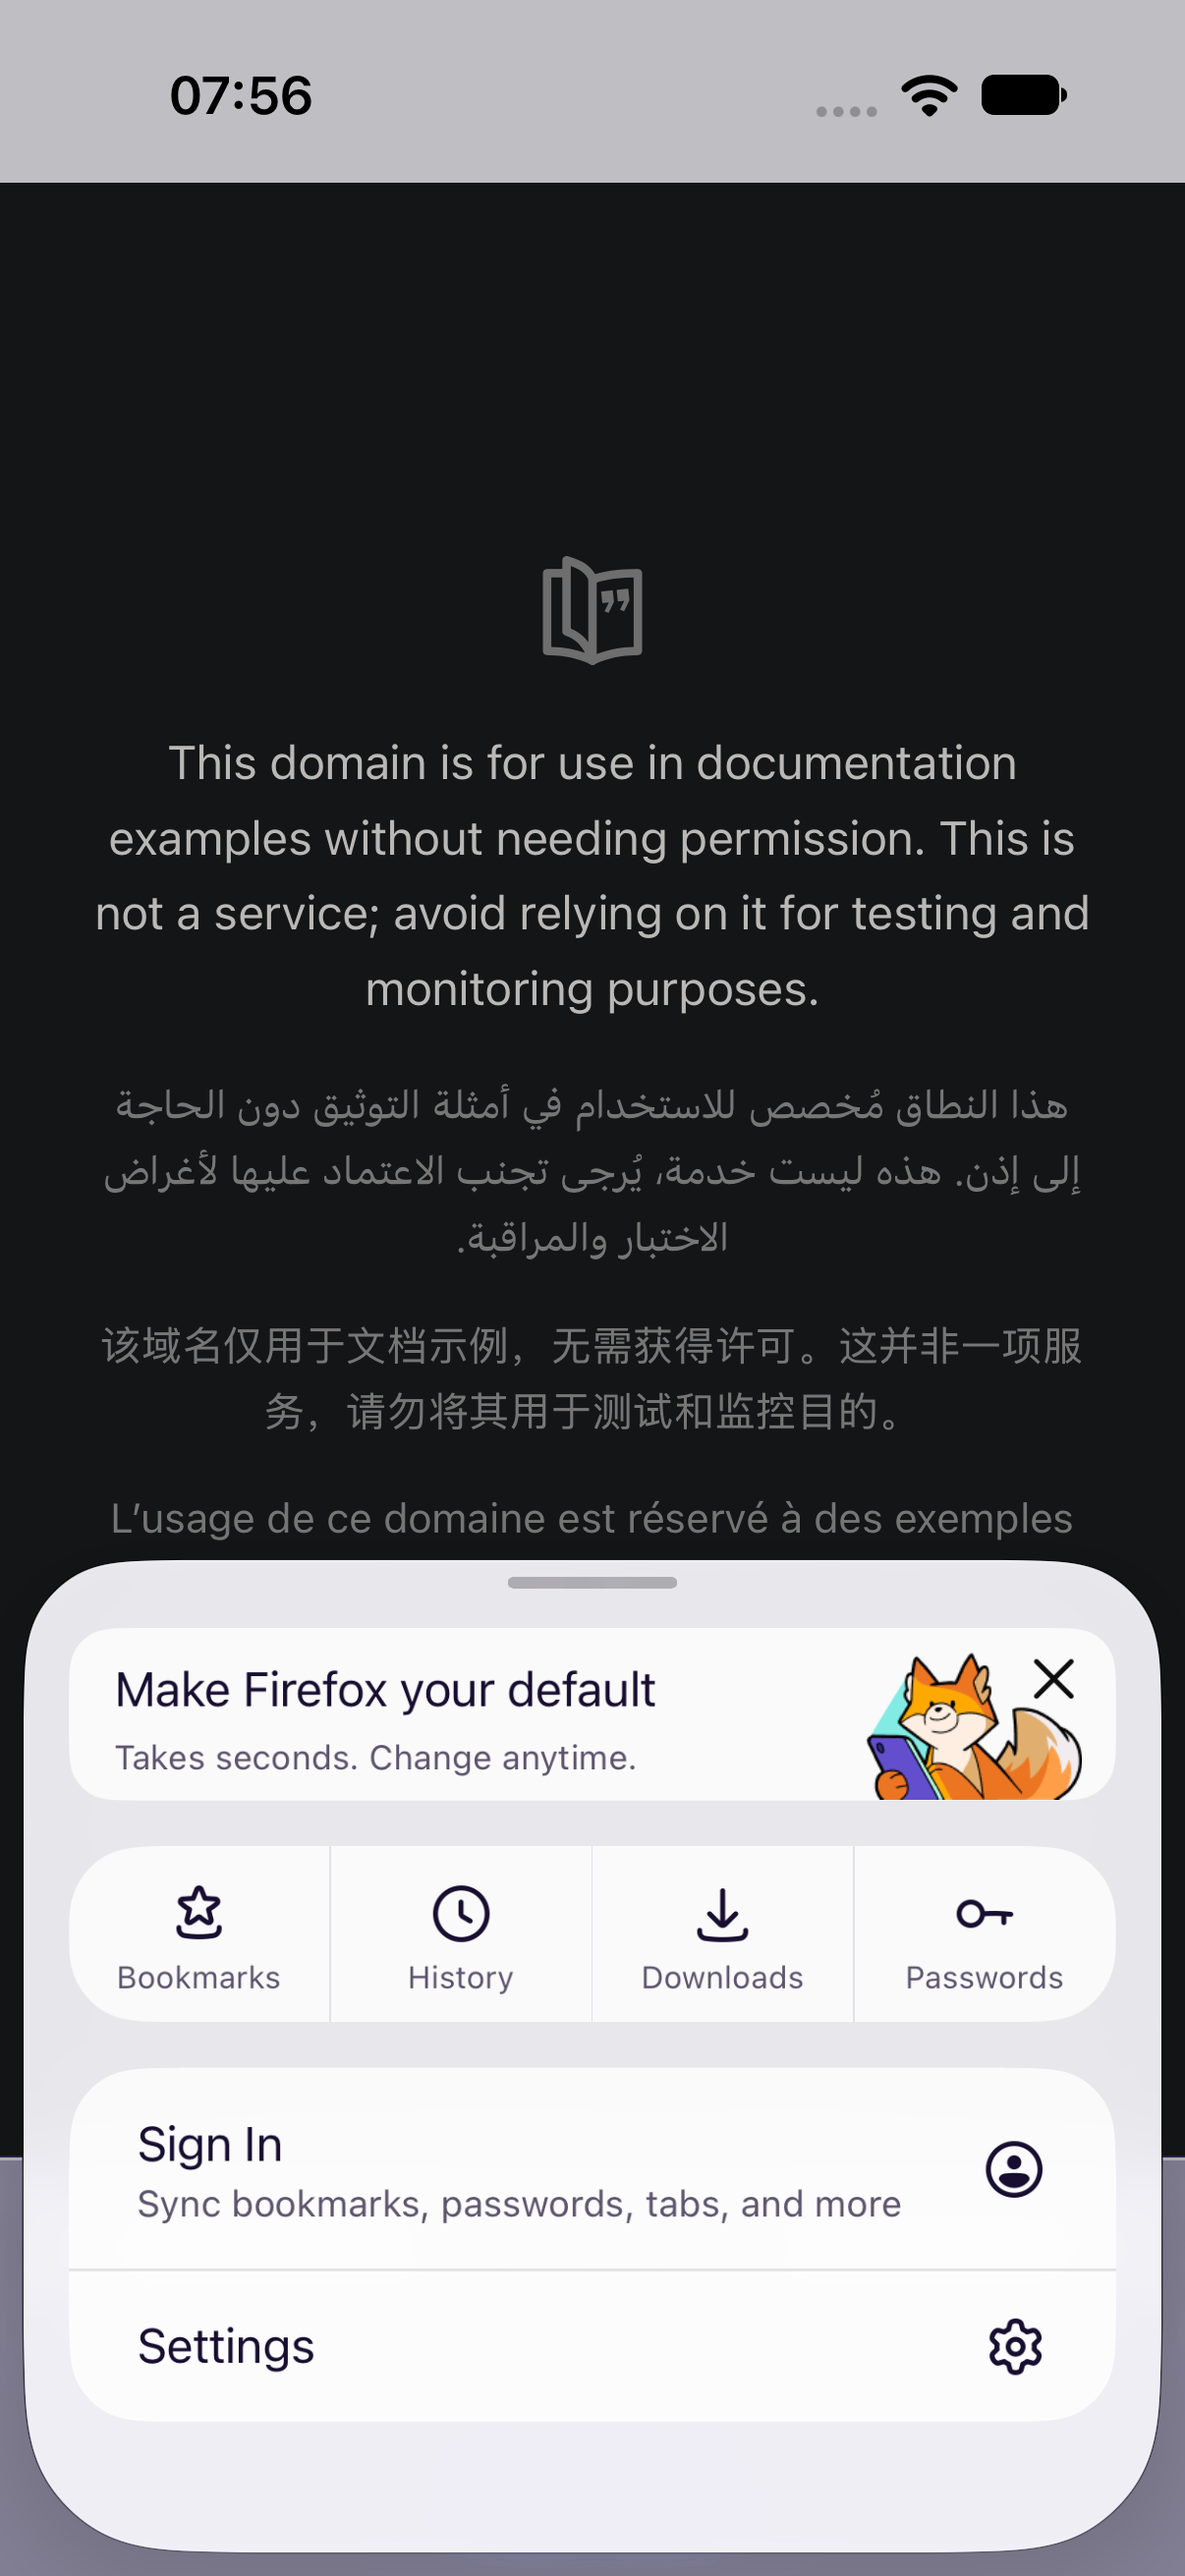 07:56
This domain is for use in documentation
examples without needing permission. This is
not a service; avoid relying on it for testing and
monitoring purposes.
هذا النطاق مُخصص للاستخدام في أمثلة التوثيق دون الحاجة
إلى إذن. هذه ليست خدمة، يُرجى تجنب الاعتماد عليها لأغراض
الاختبار والمراقبة.
该域名仅用于文档示例，无需获得许可。这并非一项服
务，请勿将其用于测试和监控目的。
L’usage de ce domaine est réservé à des exemples
Make Firefox your default
Takes seconds. Change anytime.
Bookmarks
History
Downloads
Passwords
Sign In
Sync bookmarks, passwords, tabs, and more
Settings